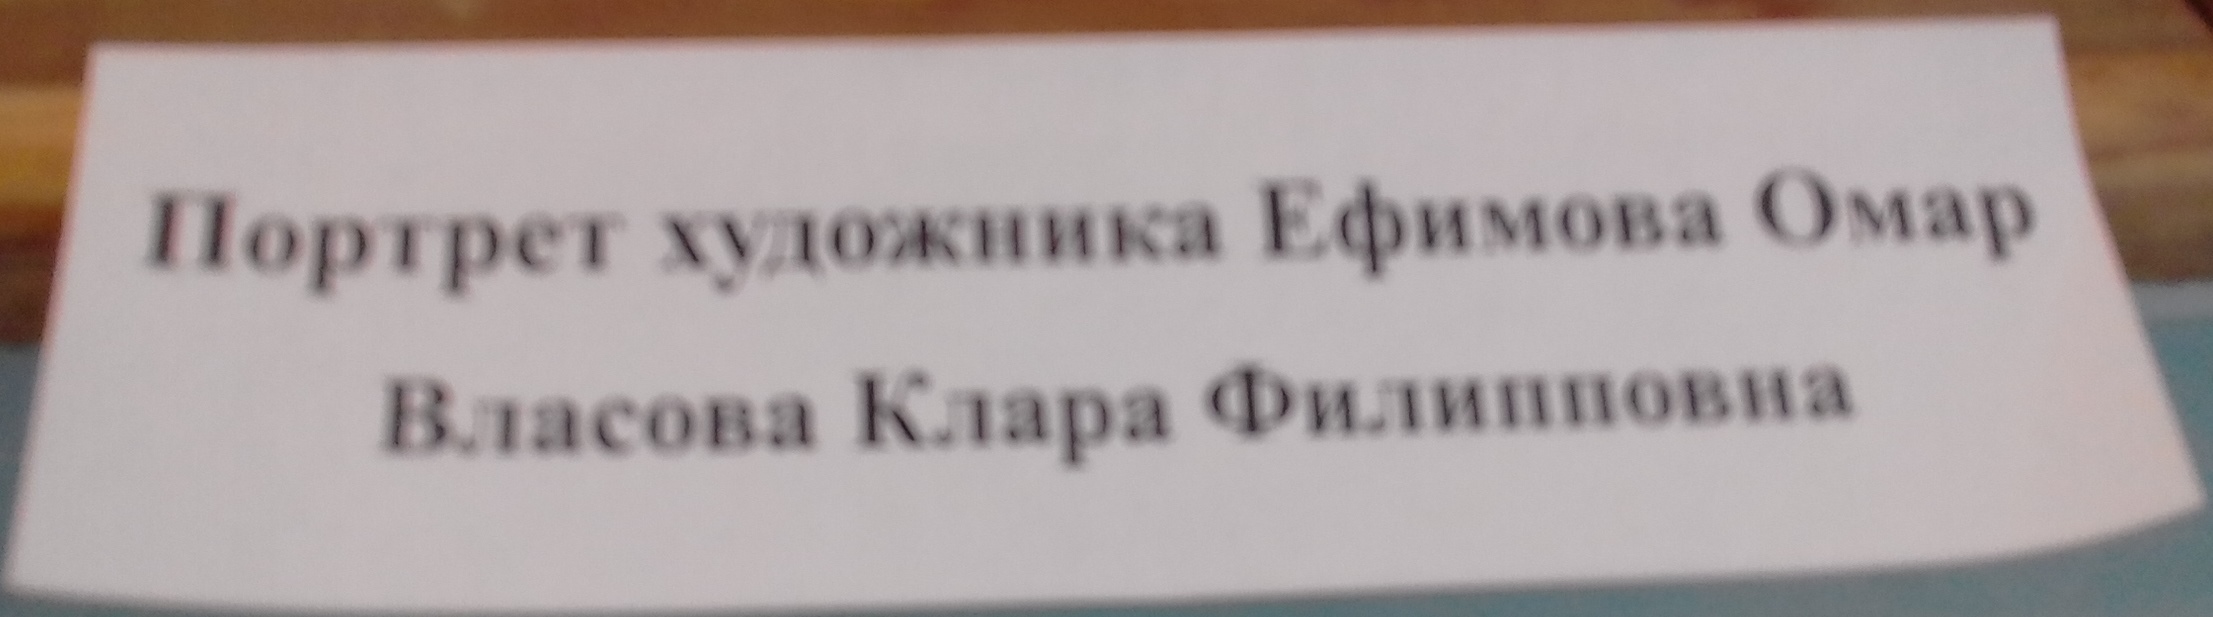 Портрет художника Ефимова Омар
Власова Клара Филипповна